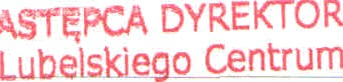 ASTĘPCA DYREKTOR
Lubelskiego Centrum